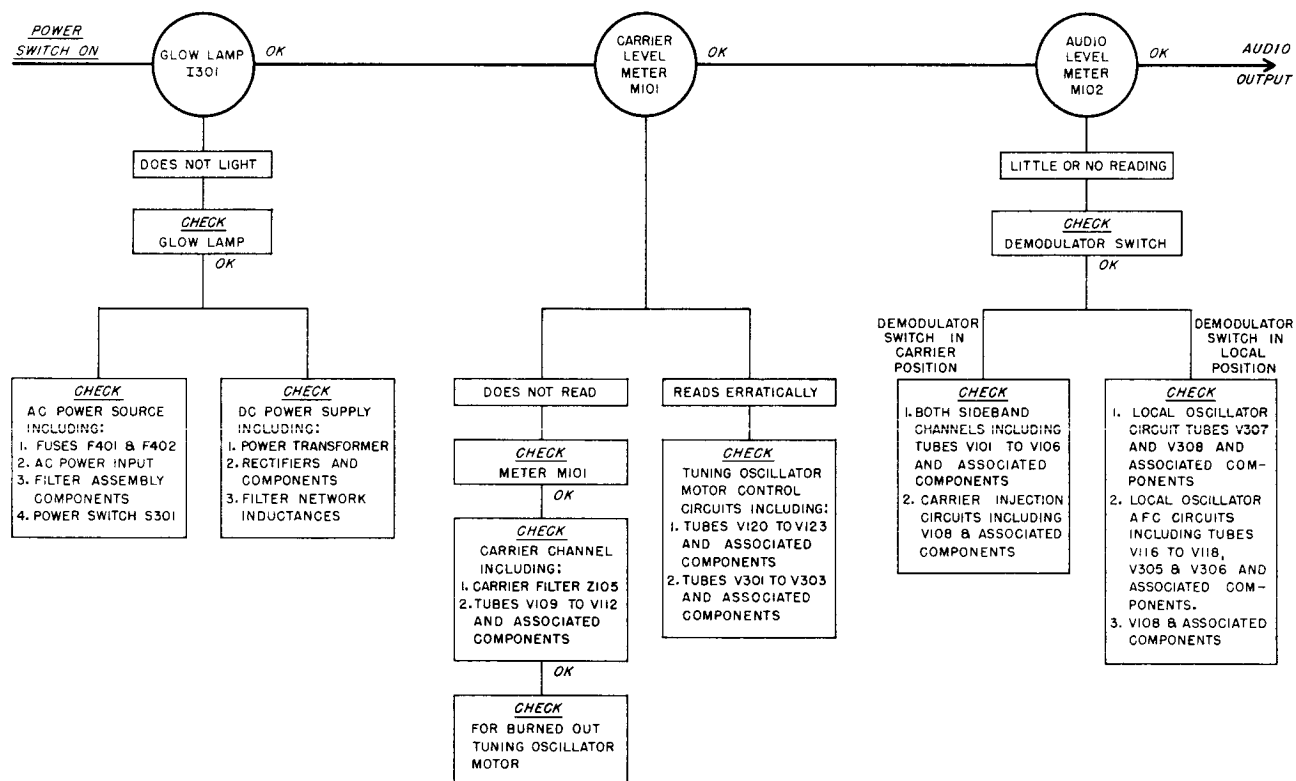 POWER
SWITCH ON
GLOW LAMP
I301
OK
CARRIER
LEVEL
METER
M101
OK
AUDIO
LEVEL
METER
M102
OK
AUDIO
OUTPUT
DOES NOT LIGHT
CHECK
GLOW LAMP
OK
CHECK
AC POWER SOURCE
INCLUDING:
1. FUSES F401 & F402
2. AC POWER INPUT
3. FILTER ASSEMBLY
COMPONENTS
4. POWER SWITCH S301
CHECK
DC POWER SUPPLY
INCLUDING:
1. POWER TRANSFORMER
2. RECTIFIERS AND
COMPONENTS
3. FILTER NETWORK
INDUCTANCES
DOES NOT READ
CHECK
METER M101
OK
CHECK
CARRIER CHANNEL
INCLUDING:
1. CARRIER FILTER Z105
2. TUBES V109 TO V112
AND ASSOCIATED
COMPONENTS
OK
CHECK
FOR BURNED OUT
TUNING OSCILLATOR
MOTOR
READS ERRATICALLY
CHECK
TUNING OSCILLATOR
MOTOR CONTROL
CIRCUITS INCLUDING:
1. TUBES V120 TO V123
AND ASSOCIATED
COMPONENTS
2. TUBES V301 TO V303
AND ASSOCIATED
COMPONENTS
LITTLE OR NO READING
CHECK
DEMODULATOR SWITCH
OK
DEMODULATOR
SWITCH IN
CARRIER
POSITION
CHECK
1. BOTH SIDEBAND
CHANNELS INCLUDING
TUBES V101 TO V106
AND ASSOCIATED
COMPONENTS
2. CARRIER INJECTION
CIRCUITS INCLUDING
V108 & ASSOCIATED
COMPONENTS
DEMODULATOR
SWITCH IN
LOCAL
POSITION
CHECK
1. LOCAL OSCILLATOR
CIRCUIT TUBES V307
AND V308 AND
ASSOCIATED COM-
PONENTS
2. LOCAL OSCILLATOR
AFC CIRCUITS
INCLUDING TUBES
V116 TO V118,
V305 & V306 AND
ASSOCIATED COM-
PONENTS.
3. V108 & ASSOCIATED
COMPONENTS